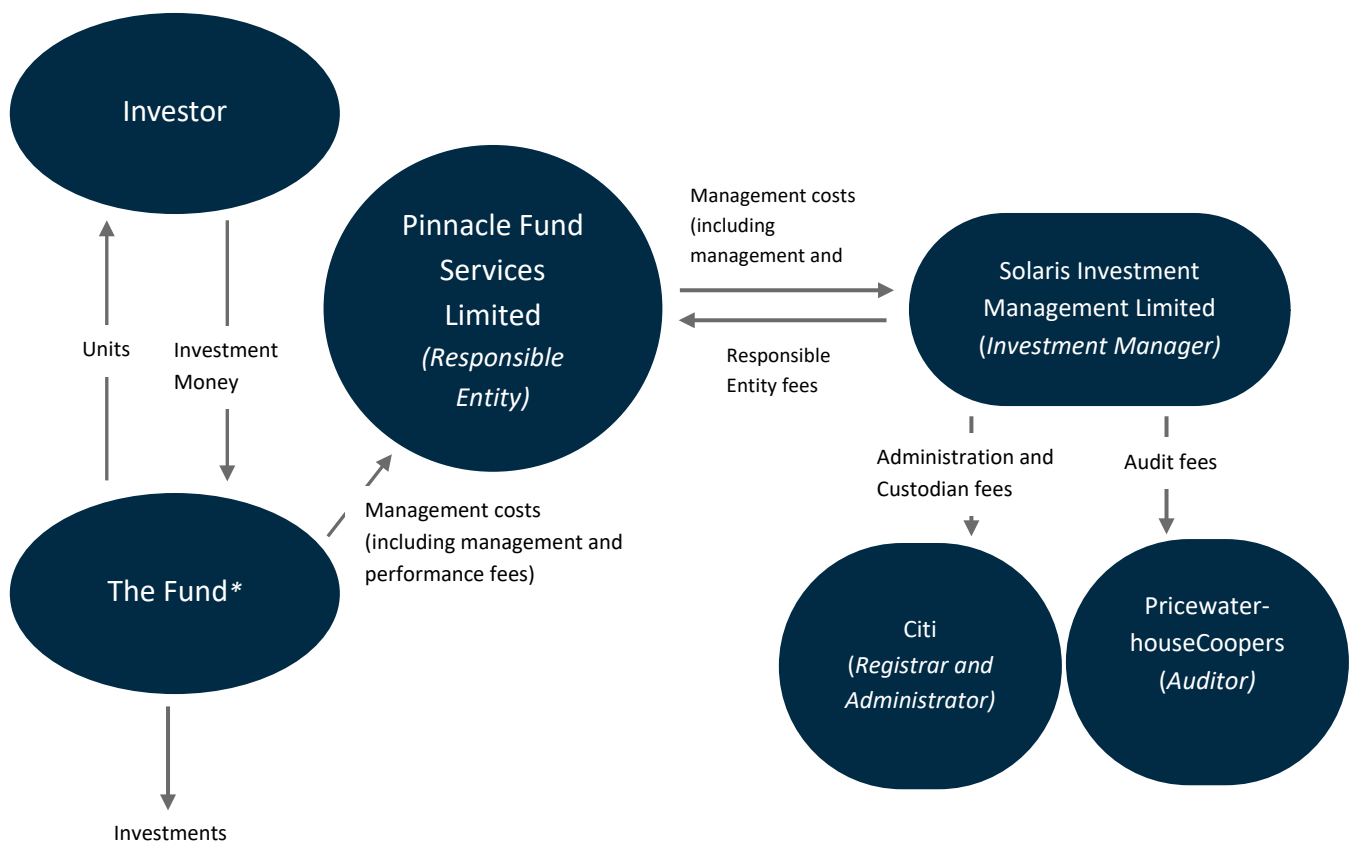 Investor
Units
Investment
Money
The Fund*
Investments
Pinnacle Fund
Services
Limited
(Responsible
Entity)
Management costs
(including management and
performance fees)
Management costs
(including
management and
Responsible
Entity fees
Solaris Investment
Management Limited
(Investment Manager)
Administration and
Custodian fees
Audit fees
Citi
(Registrar and
Administrator)
Pricewater-
houseCoopers
(Auditor)